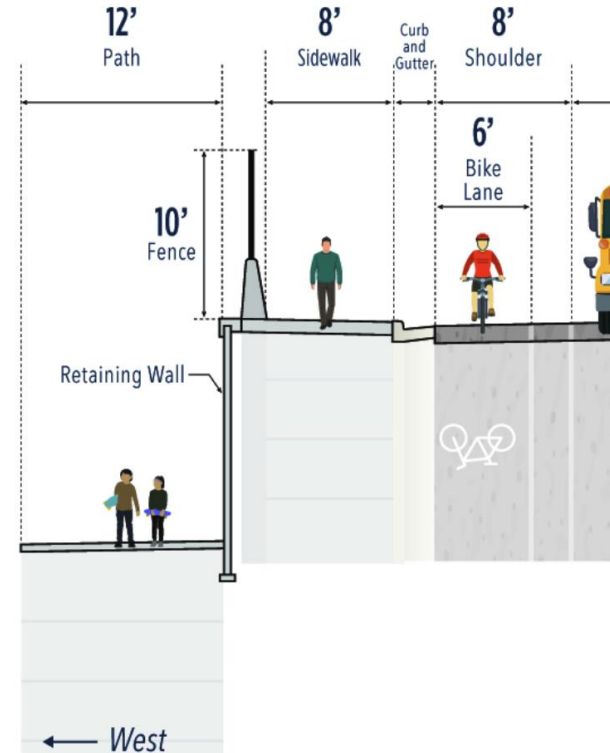 12’
Path
8’
Sidewalk
Curb
and
Gutter
8’
Shoulder
6’
Bike
Lane
10’
Fence
Retaining Wall
West